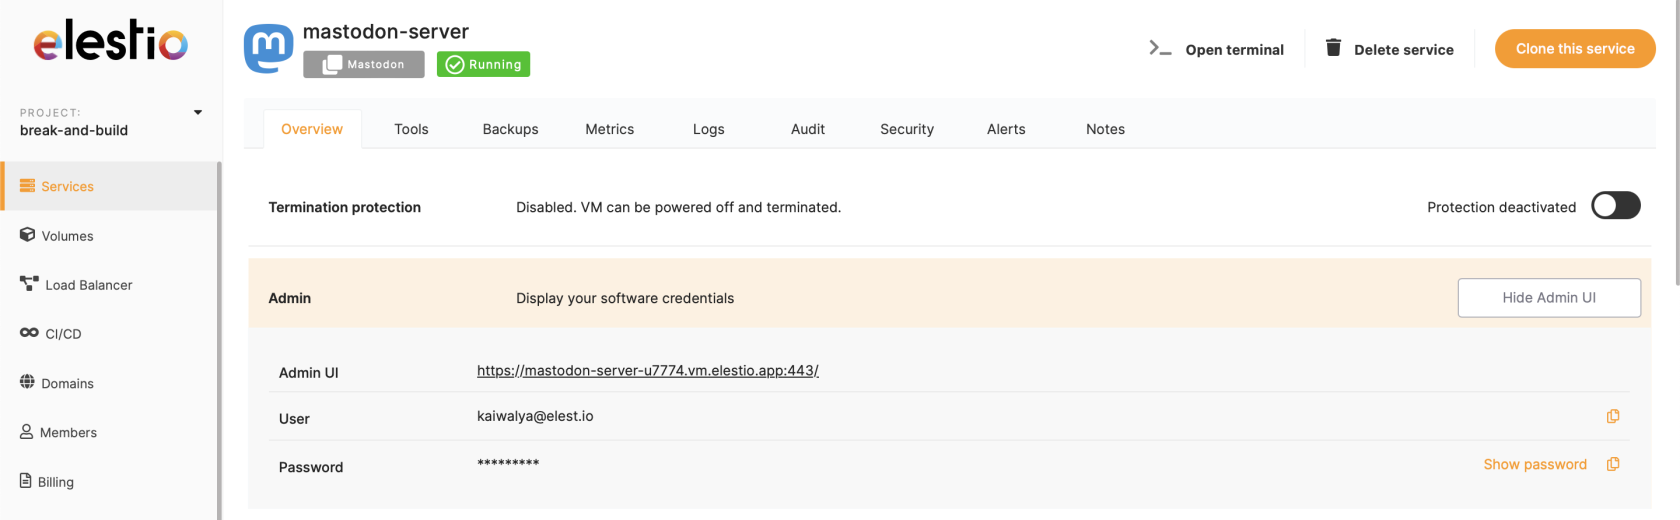 elestio
mastodon-server
Mastodon
Running
Open terminal
Delete service
Clone this service
PROJECT:
break-and-build
Services
Volumes
Load Balancer
CI/CD
Domains
Members
Billing
Overview
Tools
Backups
Metrics
Logs
Audit
Security
Alerts
Notes
Termination protection
Disabled. VM can be powered off and terminated.
Protection deactivated
Admin
Display your software credentials
Hide Admin UI
Admin UI
https://mastodon-server-u7774.vm.elestio.app:443/
User
kaiwalya@elest.io
Password
*********
Show password